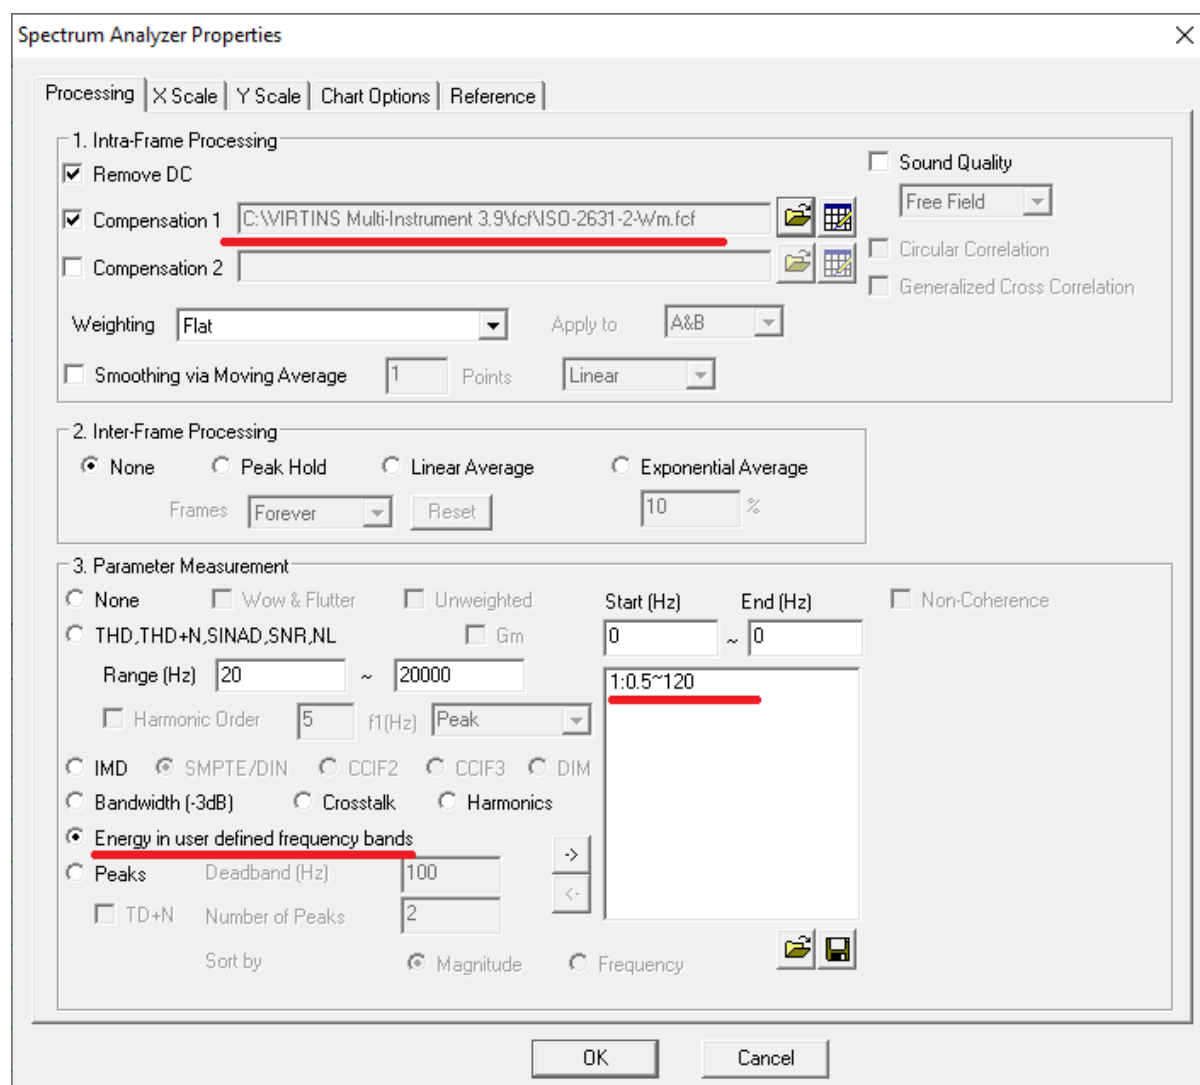 Spectrum Analyzer Properties
Processing X Scale Y Scale Chart Options Reference
1. Intra-Frame Processing
Remove DC
Sound Quality
Compensation 1 C:\VIRTINS Multi-Instrument 3.9\fcf\ISO-2631-2-Wm.fcf
Free Field
Compensation 2
Circular Correlation
Generalized Cross Correlation
Weighting Flat Apply to A&B
Smoothing via Moving Average 1 Points Linear
2. Inter-Frame Processing
None Peak Hold Linear Average Exponential Average
Frames Forever Reset 10 %
3. Parameter Measurement
None Wow & Flutter Unweighted Start (Hz) End (Hz) Non-Coherence
THD,THD+N,SINAD,SNR,NL Gm 0 ~ 0
Range (Hz) 20 ~ 20000 1:0.5~120
Harmonic Order 5 f1(Hz) Peak
IMD SMPTE/DIN CCIF2 CCIF3 DIM
Bandwidth (-3dB) Crosstalk Harmonics
Energy in user defined frequency bands ->
Peaks Deadband (Hz) 100 <-
TD+N Number of Peaks 2
Sort by Magnitude Frequency
OK Cancel